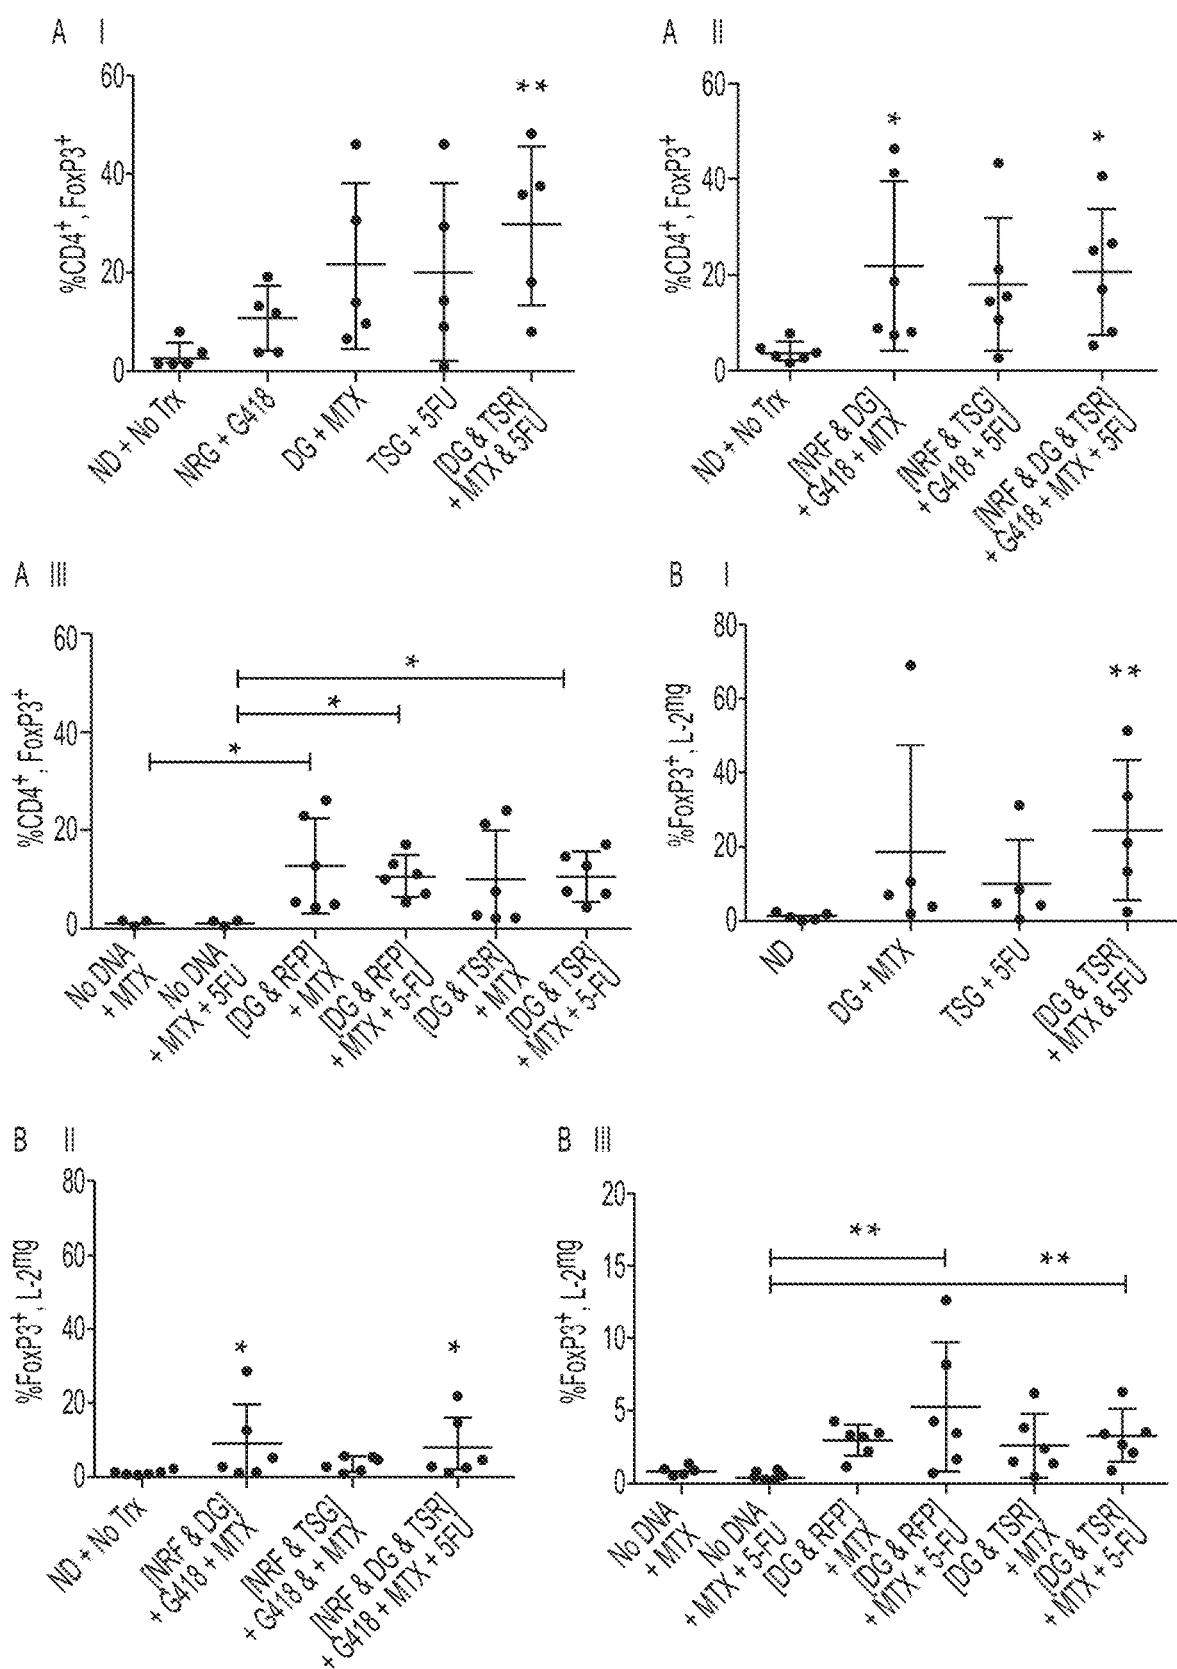 A I
60
40
20
0
%CD4+, FoxP3+
**
ND + No Trx
NRG + G418
DG + MTX
TSG + 5FU
[DG & TSR]
+ MTX & 5FU
A II
60
40
20
0
%CD4+, FoxP3+
*
*
ND + No Trx
[NRF & DG]
+ G418 + MTX
[NRF & TSG]
+ G418 + 5FU
[NRF & DG & TSR]
+ G418 + MTX + 5FU
A III
60
40
20
0
%CD4+, FoxP3+
*
*
*
No DNA
+ MTX
No DNA
+ MTX + 5FU
[DG & RFP]
+ MTX
[DG & RFP]
+ MTX + 5-FU
[DG & TSR]
+ MTX
[DG & TSR]
+ MTX + 5-FU
B I
80
60
40
20
0
%FoxP3+, L-2mg
**
ND
DG + MTX
TSG + 5FU
[DG & TSR]
+ MTX & 5FU
B II
80
60
40
20
0
%FoxP3+, L-2mg
*
*
ND + No Trx
[NRF & DG]
+ G418 + MTX
[NRF & TSG]
+ G418 & + MTX
[NRF & DG & TSR]
+ G418 + MTX + 5FU
B III
20
15
10
5
0
%FoxP3+, L-2mg
**
**
No DNA
+ MTX
No DNA
+ MTX + 5-FU
[DG & RFP]
+ MTX
[DG & RFP]
+ MTX + 5-FU
[DG & TSR]
+ MTX
[DG & TSR]
+ MTX + 5-FU